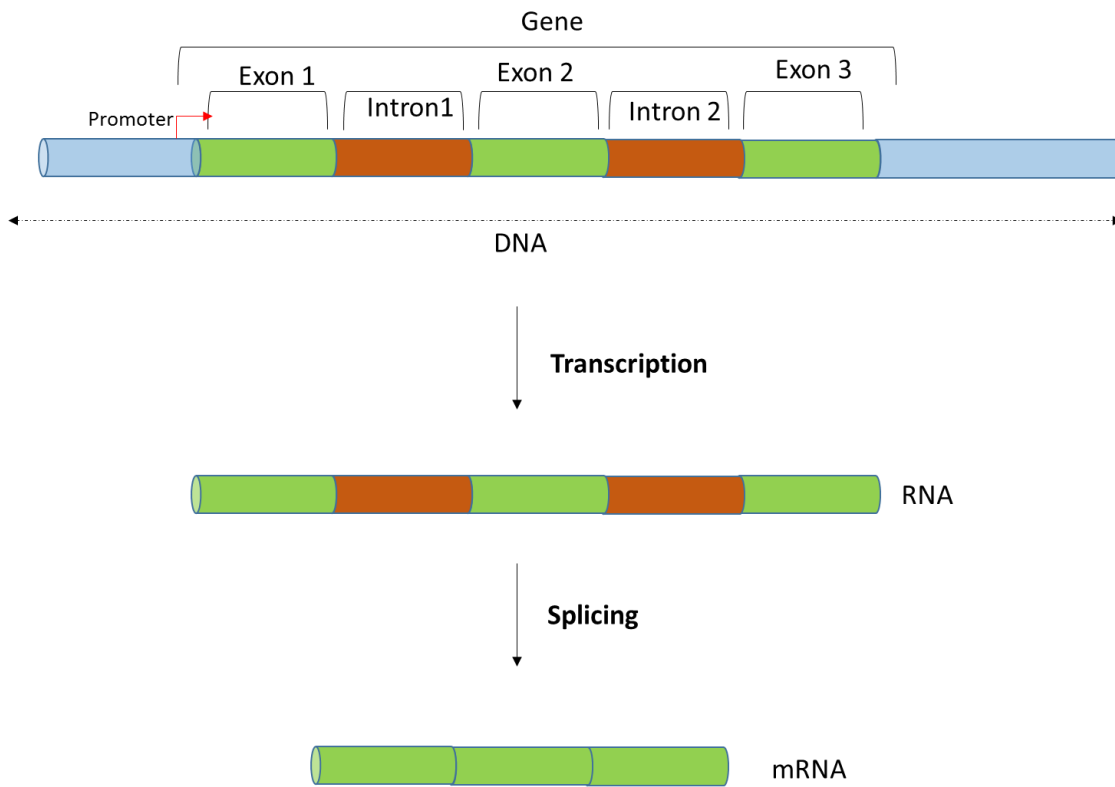 Gene
Exon 1
Exon 2
Exon 3
Intron1
Intron 2
Promoter
DNA
Transcription
RNA
Splicing
mRNA